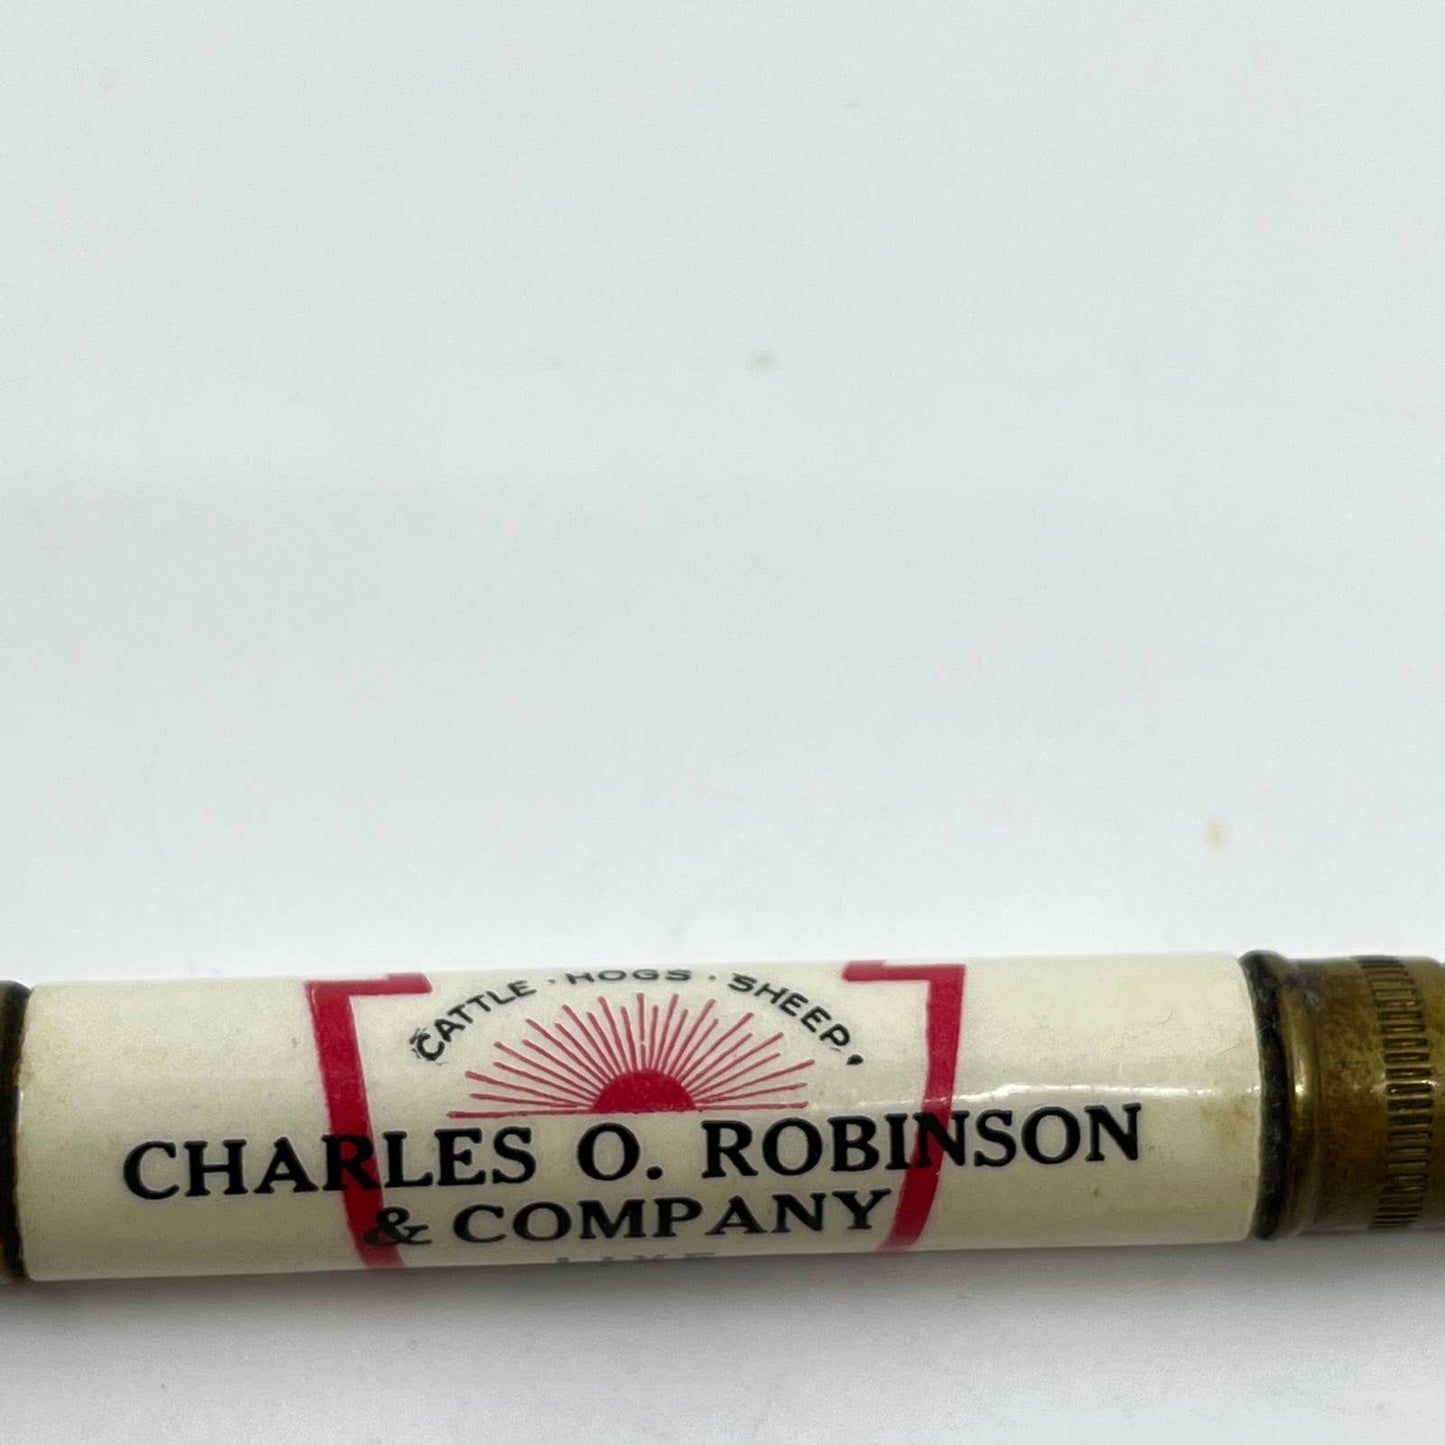 CATTLE · HOGS · SHEEP.
CHARLES O. ROBINSON
& COMPANY